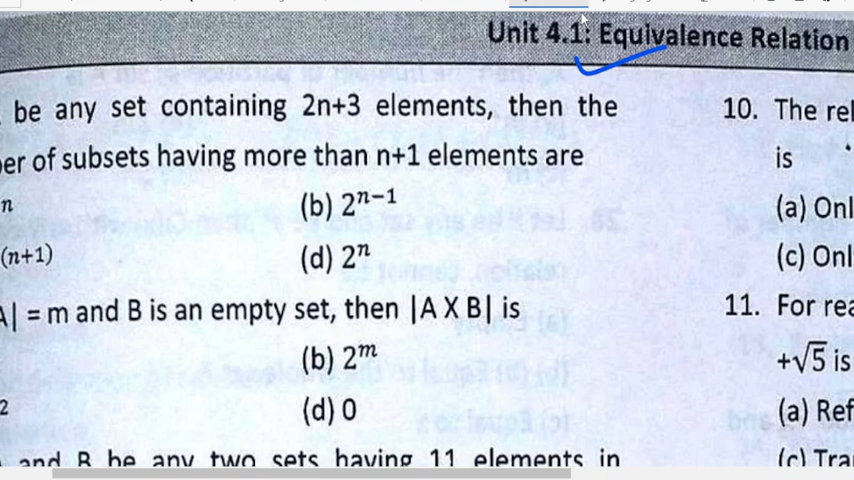 Unit 4.1: Equivalence Relation
be any set containing 2n+3 elements, then the
er of subsets having more than n+1 elements are
n (b) 2^{n-1}
(n+1) (d) 2^n
A| = m and B is an empty set, then |A X B| is
(b) 2^m
2 (d) 0
and B be any two sets having 11 elements in
10. The rel
is
(a) Onl
(c) Onl
11. For rea
+√5 is
(a) Ref
(c) Tra